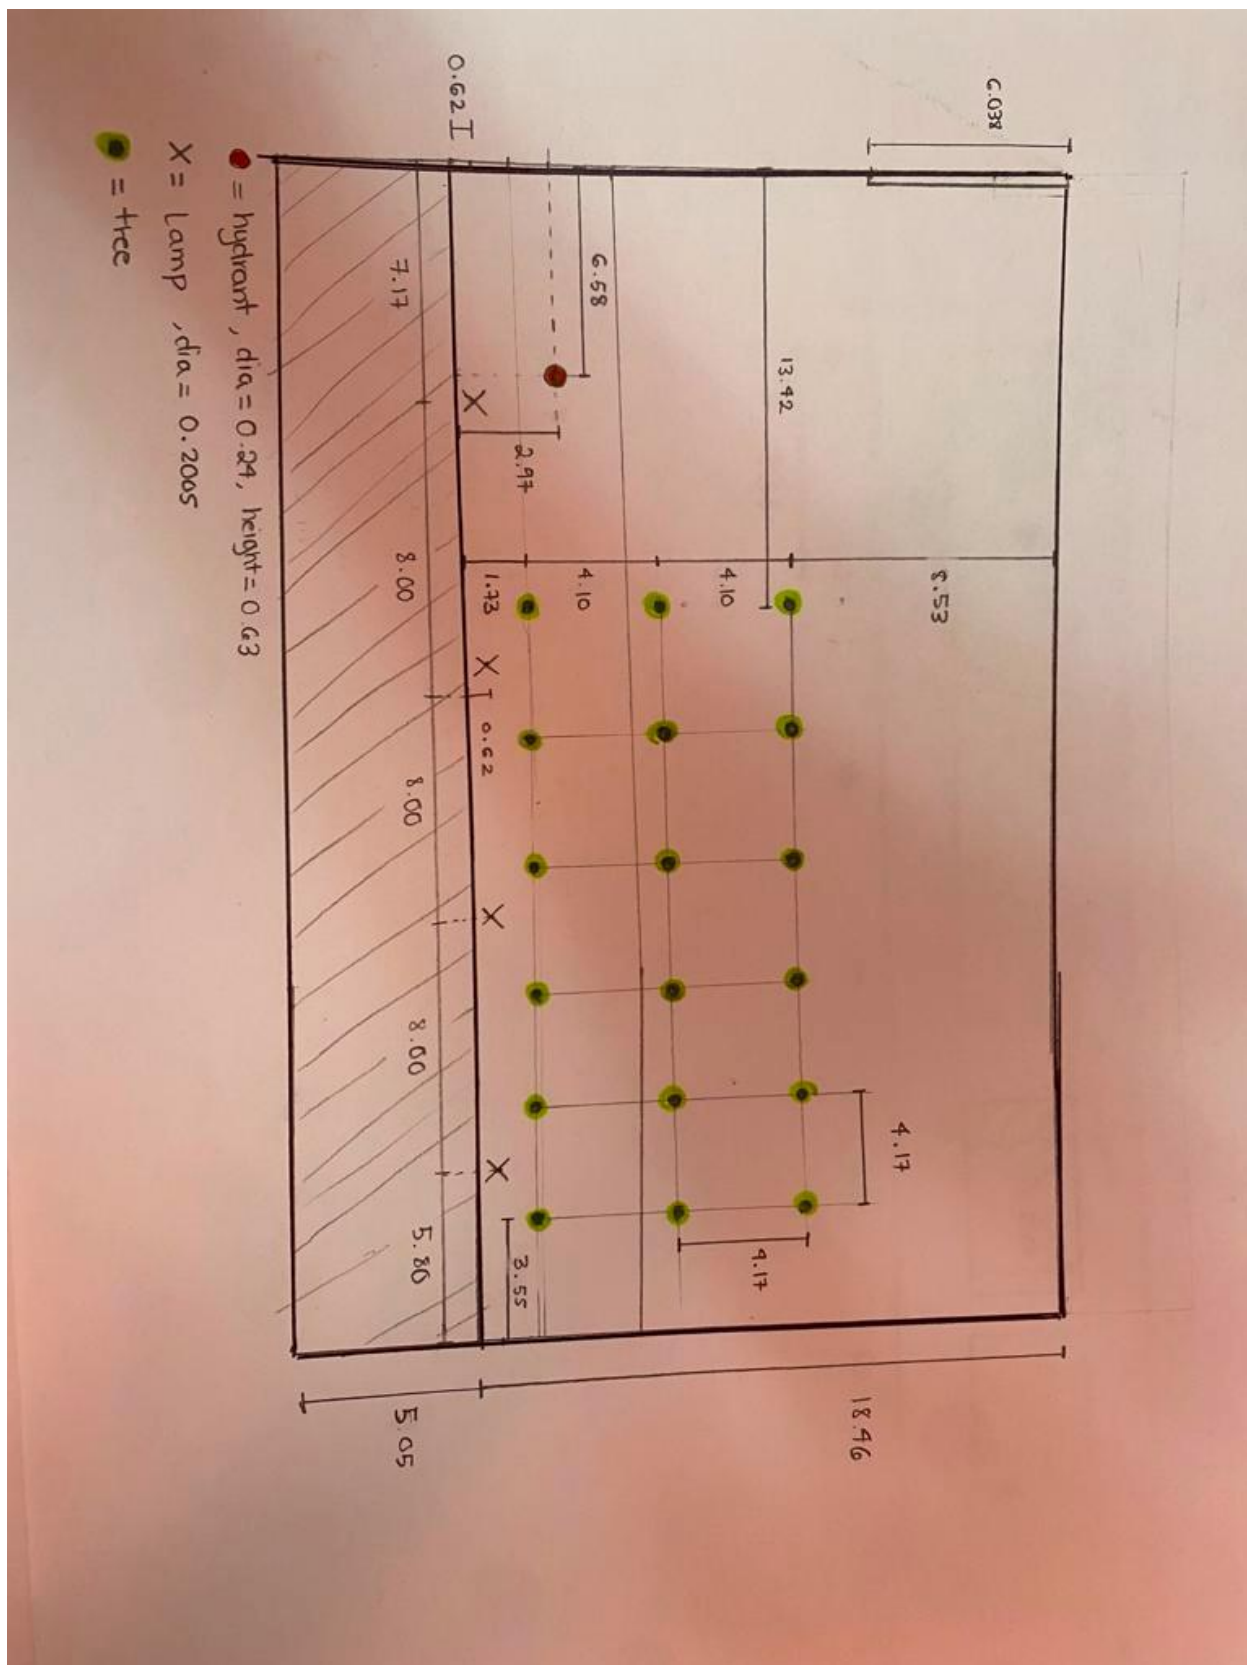 6.038
8.53
13.42
4.10
4.17
4.17
6.58
4.10
18.46
2.97
1.73
0.62
3.55
0.62 I
7.17
8.00
8.00
8.00
5.80
5.05
= hydrant, dia = 0.24, height = 0.63
X = Lamp, dia = 0.2005
= tree
X
X
X
X